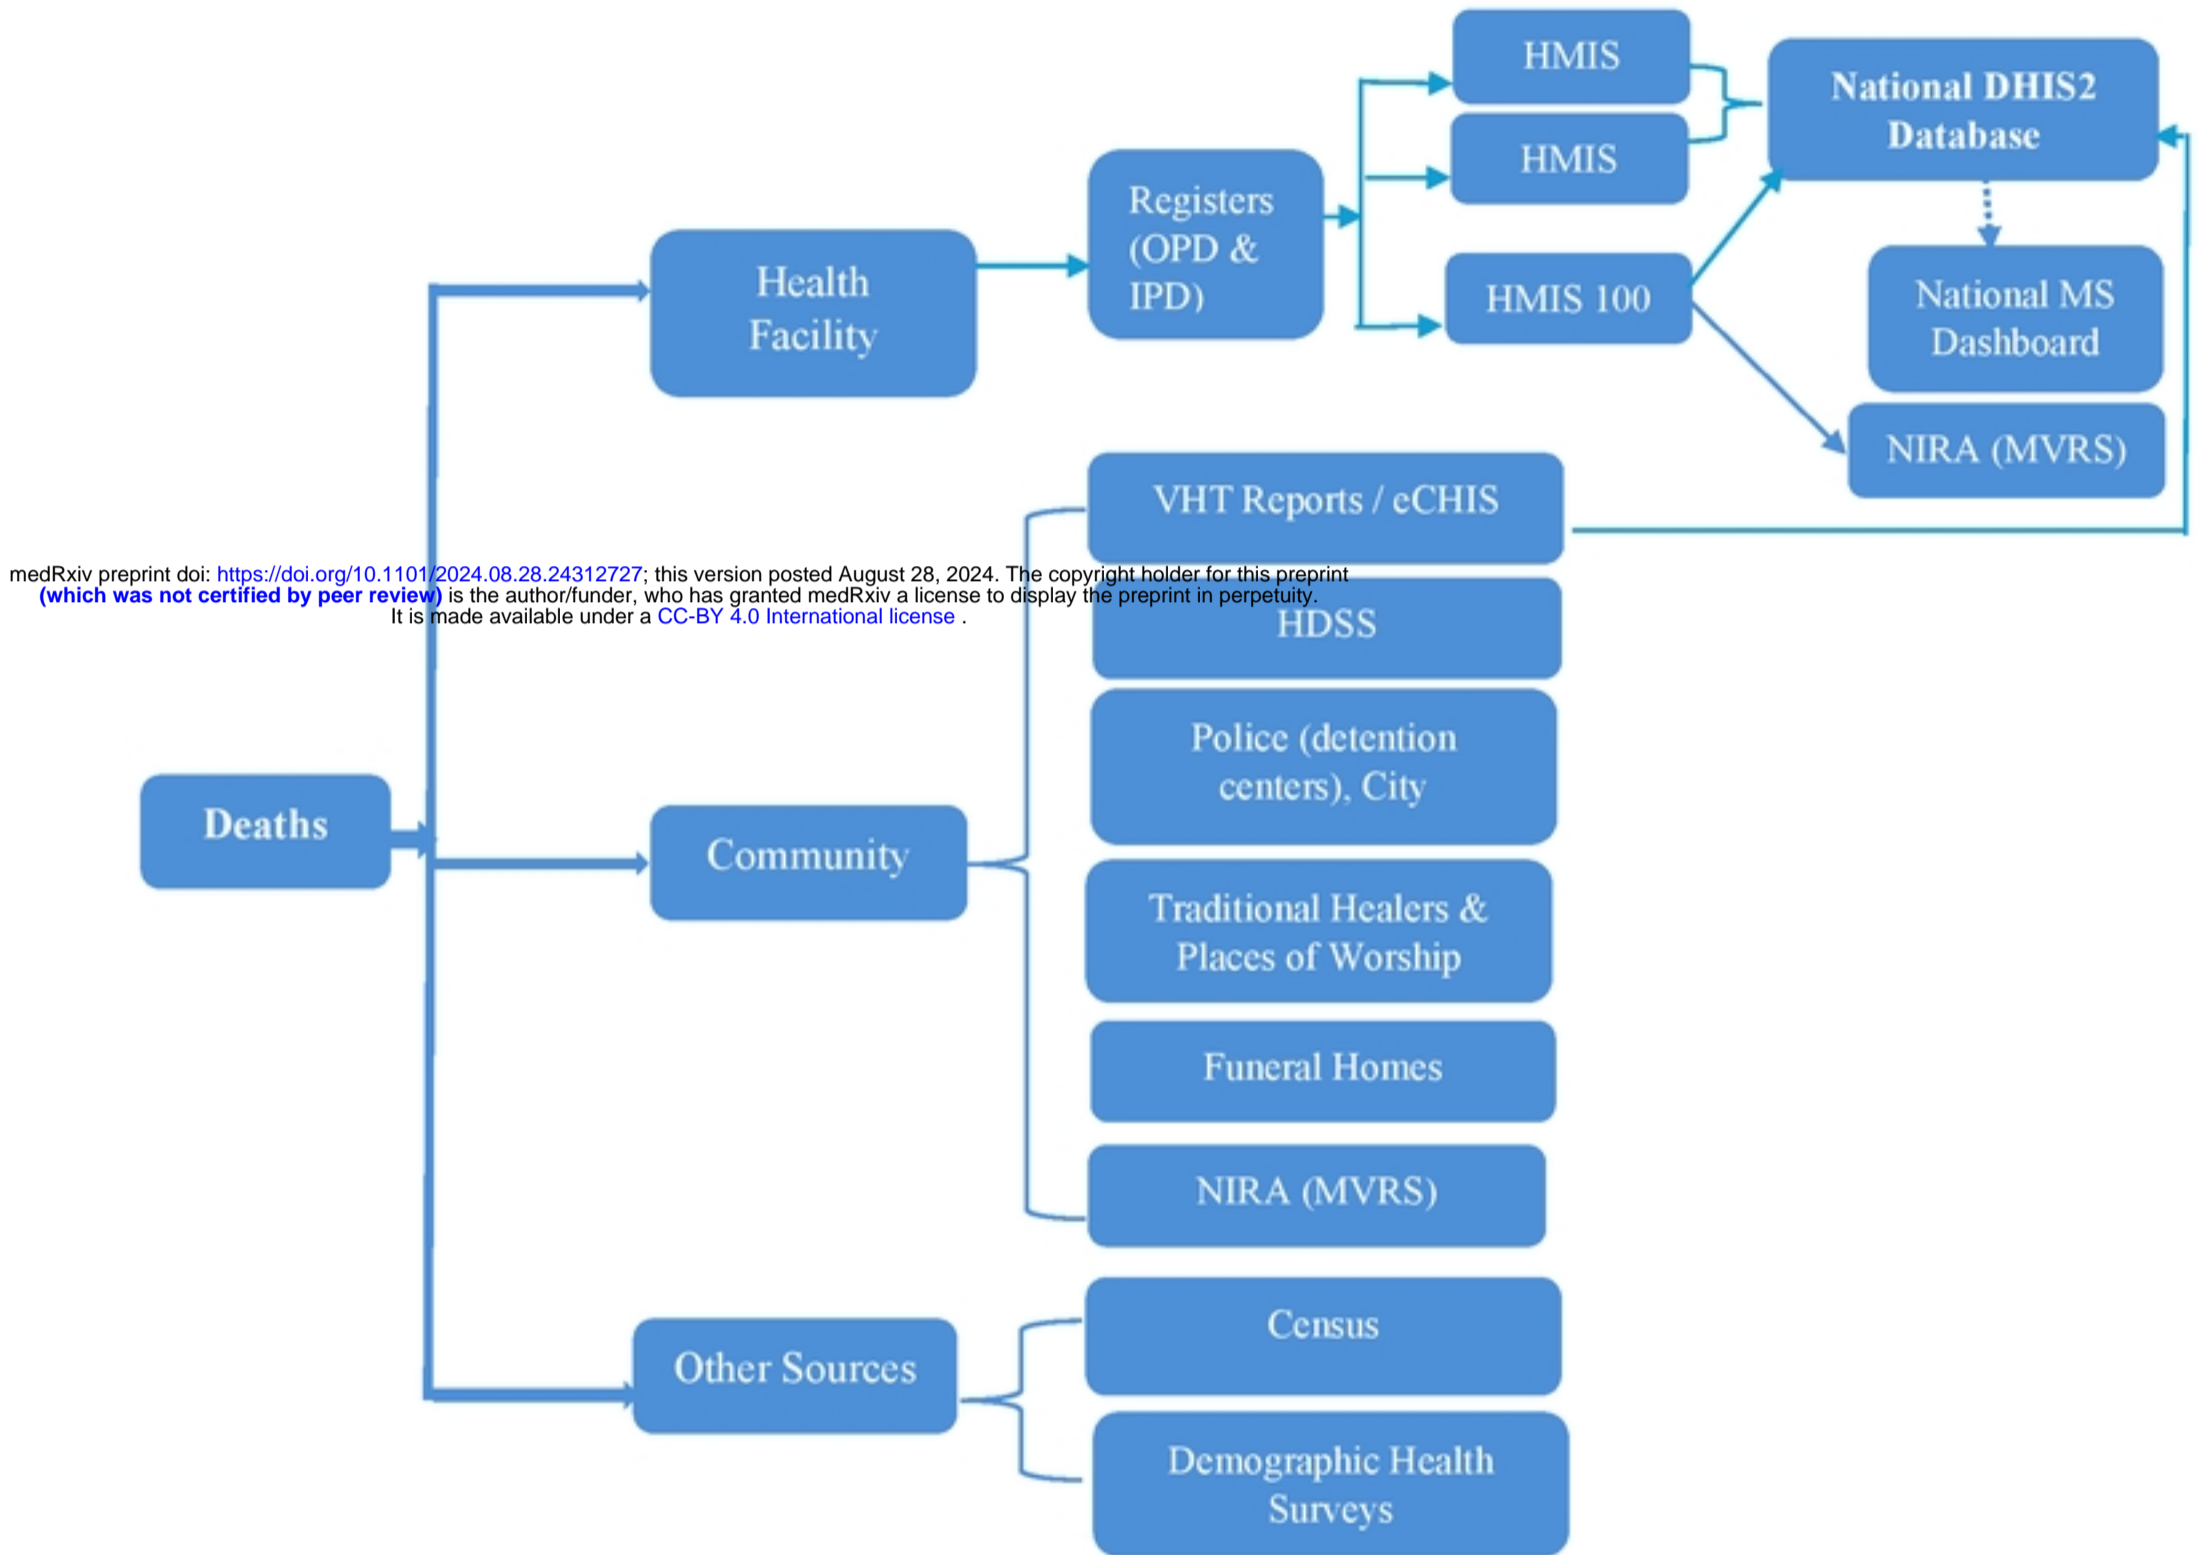 HMIS
National DHIS2
Database
HMIS
Registers
(OPD &
IPD)
Health
Facility
HMIS 100
National MS
Dashboard
NIRA (MVRS)
VHT Reports / eCHIS
medRxiv preprint doi: https://doi.org/10.1101/2024.08.28.24312727; this version posted August 28, 2024. The copyright holder for this preprint
(which was not certified by peer review) is the author/funder, who has granted medRxiv a license to display the preprint in perpetuity.
It is made available under a CC-BY 4.0 International license .
HDSS
Police (detention
centers), City
Deaths
Community
Traditional Healers &
Places of Worship
Funeral Homes
NIRA (MVRS)
Other Sources
Census
Demographic Health
Surveys